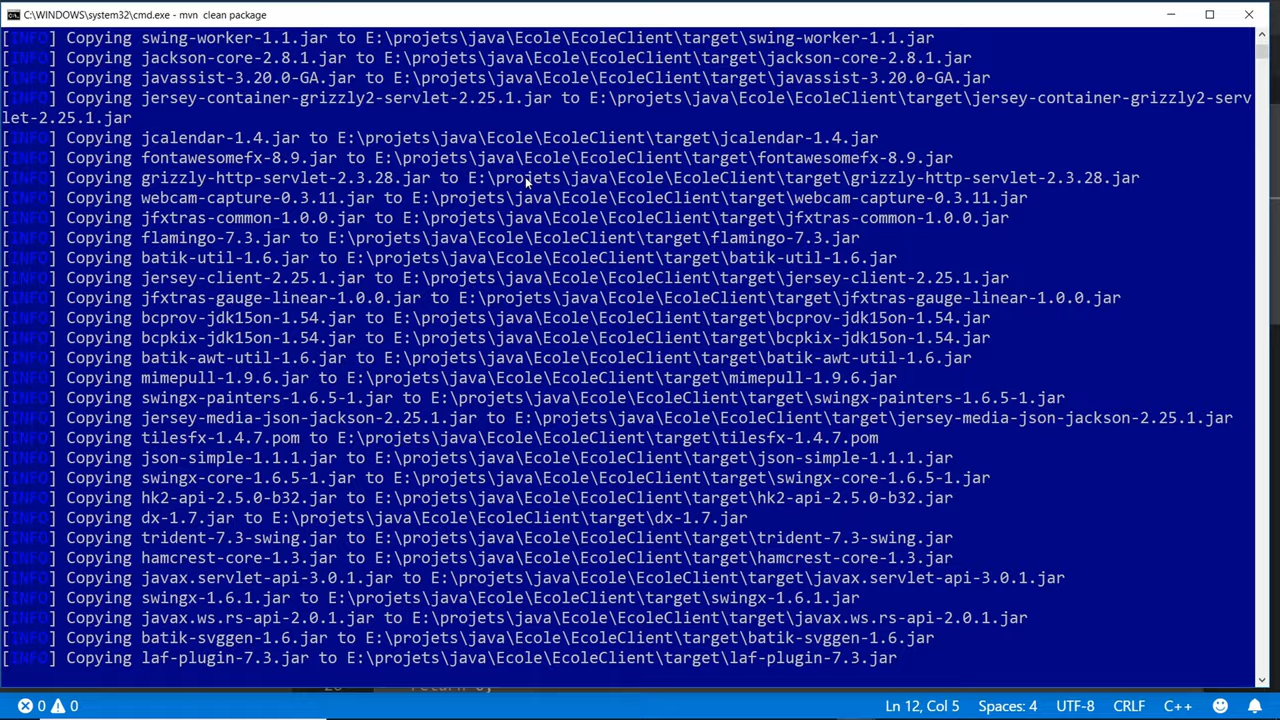 C:\WINDOWS\system32\cmd.exe - mvn clean package
[INFO] Copying swing-worker-1.1.jar to E:\projets\java\Ecole\EcoleClient\target\swing-worker-1.1.jar
[INFO] Copying jackson-core-2.8.1.jar to E:\projets\java\Ecole\EcoleClient\target\jackson-core-2.8.1.jar
[INFO] Copying javassist-3.20.0-GA.jar to E:\projets\java\Ecole\EcoleClient\target\javassist-3.20.0-GA.jar
[INFO] Copying jersey-container-grizzly2-servlet-2.25.1.jar to E:\projets\java\Ecole\EcoleClient\target\jersey-container-grizzly2-serv
let-2.25.1.jar
[INFO] Copying jcalendar-1.4.jar to E:\projets\java\Ecole\EcoleClient\target\jcalendar-1.4.jar
[INFO] Copying fontawesomefx-8.9.jar to E:\projets\java\Ecole\EcoleClient\target\fontawesomefx-8.9.jar
[INFO] Copying grizzly-http-servlet-2.3.28.jar to E:\projets\java\Ecole\EcoleClient\target\grizzly-http-servlet-2.3.28.jar
[INFO] Copying webcam-capture-0.3.11.jar to E:\projets\java\Ecole\EcoleClient\target\webcam-capture-0.3.11.jar
[INFO] Copying jfxtras-common-1.0.0.jar to E:\projets\java\Ecole\EcoleClient\target\jfxtras-common-1.0.0.jar
[INFO] Copying flamingo-7.3.jar to E:\projets\java\Ecole\EcoleClient\target\flamingo-7.3.jar
[INFO] Copying batik-util-1.6.jar to E:\projets\java\Ecole\EcoleClient\target\batik-util-1.6.jar
[INFO] Copying jersey-client-2.25.1.jar to E:\projets\java\Ecole\EcoleClient\target\jersey-client-2.25.1.jar
[INFO] Copying jfxtras-gauge-linear-1.0.0.jar to E:\projets\java\Ecole\EcoleClient\target\jfxtras-gauge-linear-1.0.0.jar
[INFO] Copying bcprov-jdk15on-1.54.jar to E:\projets\java\Ecole\EcoleClient\target\bcprov-jdk15on-1.54.jar
[INFO] Copying bcpkix-jdk15on-1.54.jar to E:\projets\java\Ecole\EcoleClient\target\bcpkix-jdk15on-1.54.jar
[INFO] Copying batik-awt-util-1.6.jar to E:\projets\java\Ecole\EcoleClient\target\batik-awt-util-1.6.jar
[INFO] Copying mimepull-1.9.6.jar to E:\projets\java\Ecole\EcoleClient\target\mimepull-1.9.6.jar
[INFO] Copying swingx-painters-1.6.5-1.jar to E:\projets\java\Ecole\EcoleClient\target\swingx-painters-1.6.5-1.jar
[INFO] Copying jersey-media-json-jackson-2.25.1.jar to E:\projets\java\Ecole\EcoleClient\target\jersey-media-json-jackson-2.25.1.jar
[INFO] Copying tilesfx-1.4.7.pom to E:\projets\java\Ecole\EcoleClient\target\tilesfx-1.4.7.pom
[INFO] Copying json-simple-1.1.1.jar to E:\projets\java\Ecole\EcoleClient\target\json-simple-1.1.1.jar
[INFO] Copying swingx-core-1.6.5-1.jar to E:\projets\java\Ecole\EcoleClient\target\swingx-core-1.6.5-1.jar
[INFO] Copying hk2-api-2.5.0-b32.jar to E:\projets\java\Ecole\EcoleClient\target\hk2-api-2.5.0-b32.jar
[INFO] Copying dx-1.7.jar to E:\projets\java\Ecole\EcoleClient\target\dx-1.7.jar
[INFO] Copying trident-7.3-swing.jar to E:\projets\java\Ecole\EcoleClient\target\trident-7.3-swing.jar
[INFO] Copying hamcrest-core-1.3.jar to E:\projets\java\Ecole\EcoleClient\target\hamcrest-core-1.3.jar
[INFO] Copying javax.servlet-api-3.0.1.jar to E:\projets\java\Ecole\EcoleClient\target\javax.servlet-api-3.0.1.jar
[INFO] Copying swingx-1.6.1.jar to E:\projets\java\Ecole\EcoleClient\target\swingx-1.6.1.jar
[INFO] Copying javax.ws.rs-api-2.0.1.jar to E:\projets\java\Ecole\EcoleClient\target\javax.ws.rs-api-2.0.1.jar
[INFO] Copying batik-svggen-1.6.jar to E:\projets\java\Ecole\EcoleClient\target\batik-svggen-1.6.jar
[INFO] Copying laf-plugin-7.3.jar to E:\projets\java\Ecole\EcoleClient\target\laf-plugin-7.3.jar
0 0 Ln 12, Col 5 Spaces: 4 UTF-8 CRLF C++